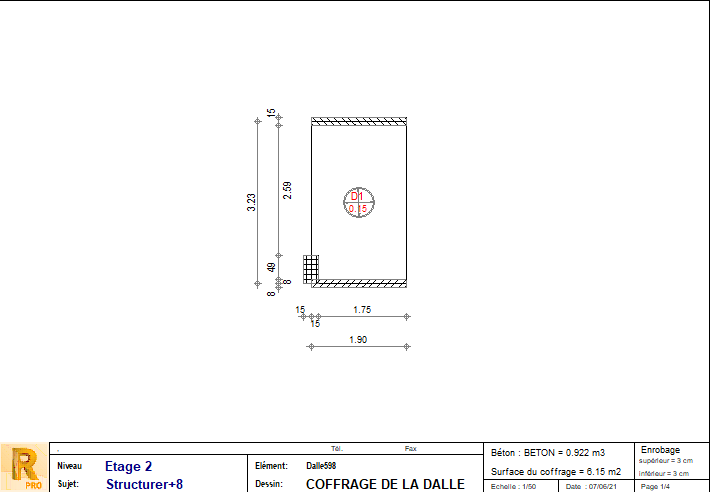 15
2.59
3.23
D1
0.15
49
8
8
15
1.75
15
1.90
Tél.
Fax
Niveau
Etage 2
Elément:
Dalle598
Sujet:
Structurer+8
Dessin:
COFFRAGE DE LA DALLE
Béton : BETON = 0.922 m3
Surface du coffrage = 6.15 m2
Enrobage
supérieur = 3 cm
inférieur = 3 cm
Echelle : 1/50
Date : 07/06/21
Page 1/4
R
PRO